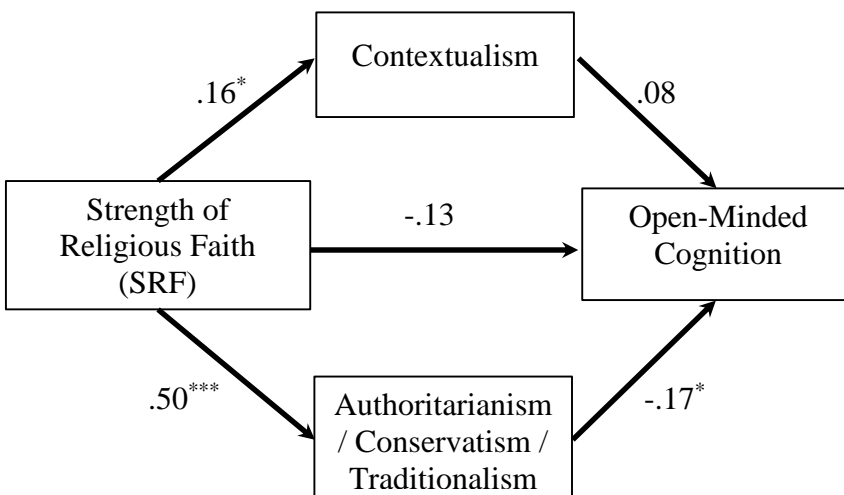 Contextualism
.16*
.08
Strength of
Religious Faith
(SRF)
-.13
Open-Minded
Cognition
.50***
Authoritarianism
/ Conservatism /
Traditionalism
-.17*